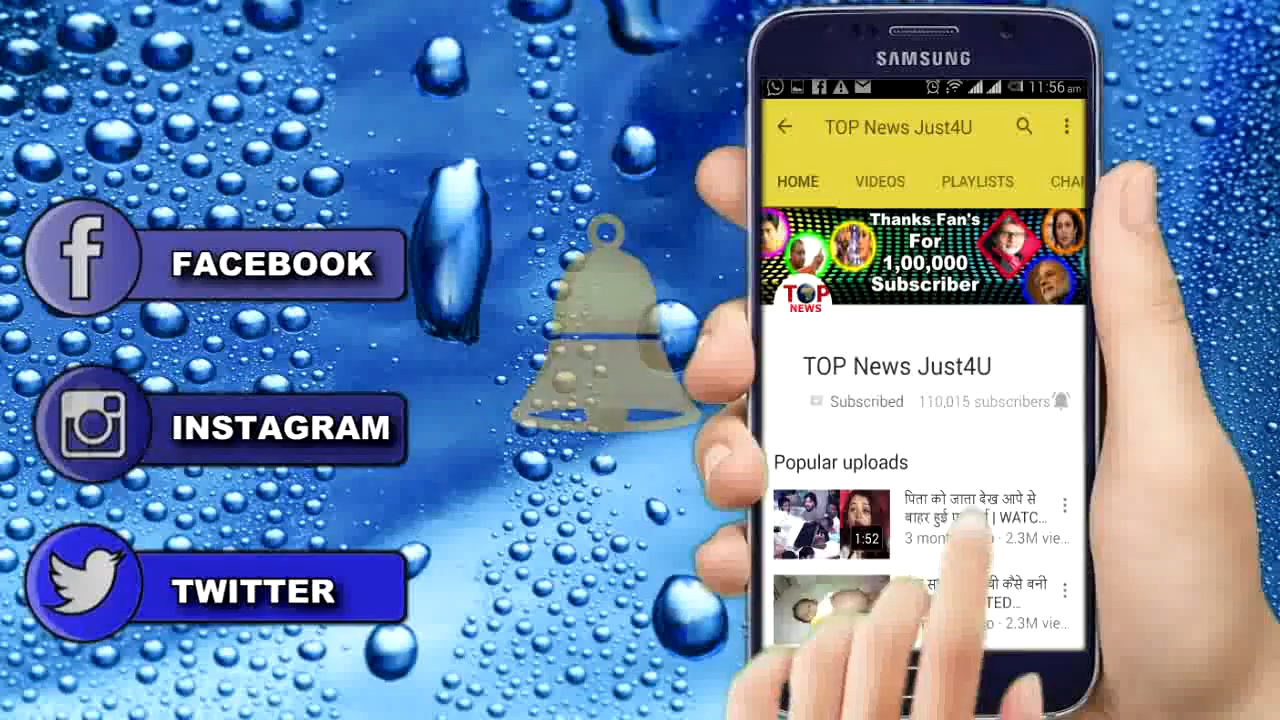 FACEBOOK
INSTAGRAM
TWITTER
SAMSUNG
11:56 am
TOP News Just4U
HOME VIDEOS PLAYLISTS CHA
Thanks Fan's
For
1,00,000
Subscriber
TOP
NEWS
TOP News Just4U
Subscribed 110,015 subscribers
Popular uploads
पिता को जाता देख आपे से
बाहर हुई | WATC...
1:52
3 · 2.3M vie...
कैसे बनी
TED...
· 2.3M vie...